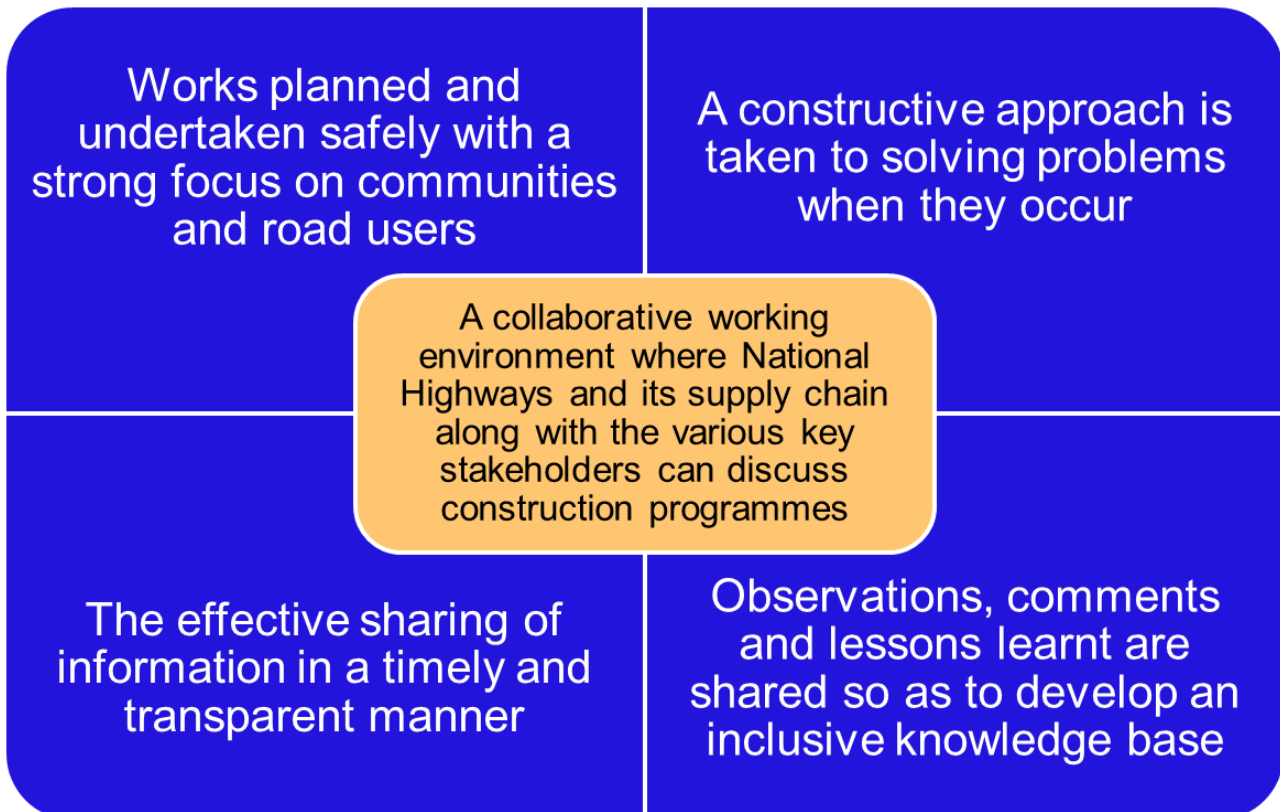 Works planned and
undertaken safely with a
strong focus on communities
and road users
A constructive approach is
taken to solving problems
when they occur
A collaborative working
environment where National
Highways and its supply chain
along with the various key
stakeholders can discuss
construction programmes
The effective sharing of
information in a timely and
transparent manner
Observations, comments
and lessons learnt are
shared so as to develop an
inclusive knowledge base